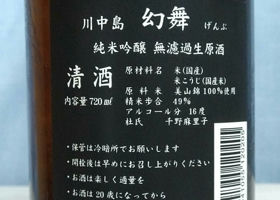 川中島 幻舞
げんぶ
純米吟醸 無濾過生原酒
清酒
内容量720ml
原材料名 米(国産)
米こうじ(国産米)
原料米 美山錦100%使用
精米歩合 49%
アルコール分 16度
杜氏 千野麻里子
・保管は冷暗所でお願いします
・開栓後は早めにお召し上がりください
・お酒は楽しく適量を
・お酒は20歳になってから